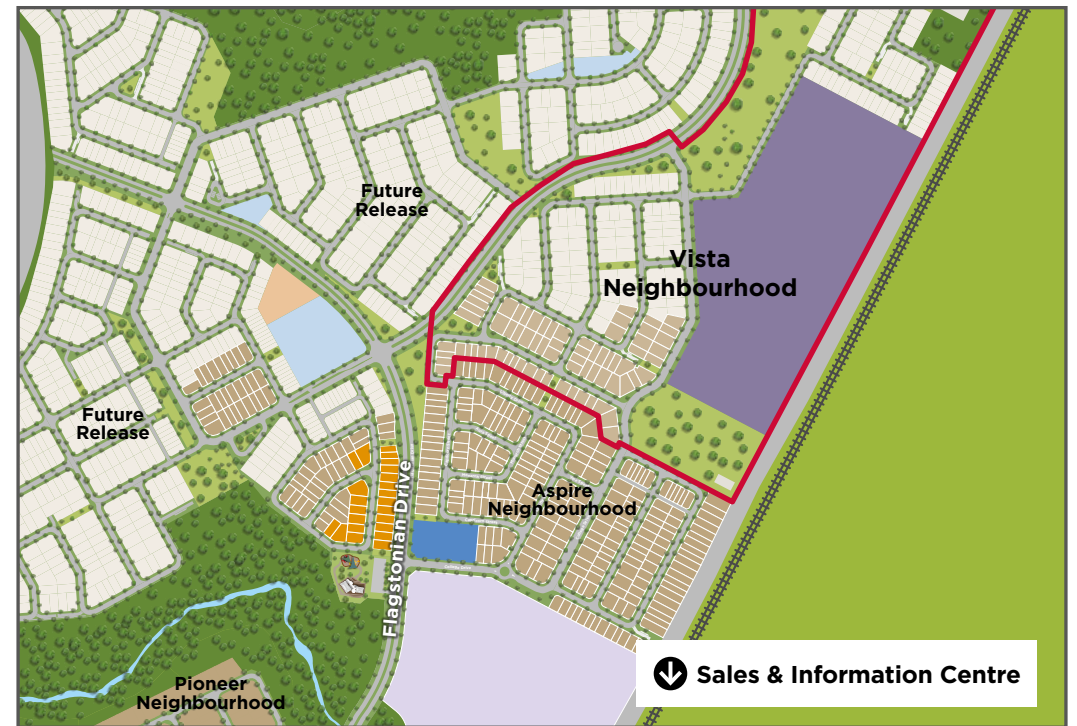 Future
Release
Vista
Neighbourhood
Future
Release
Aspire
Neighbourhood
Flagstonian Drive
Pioneer
Neighbourhood
Sales & Information Centre